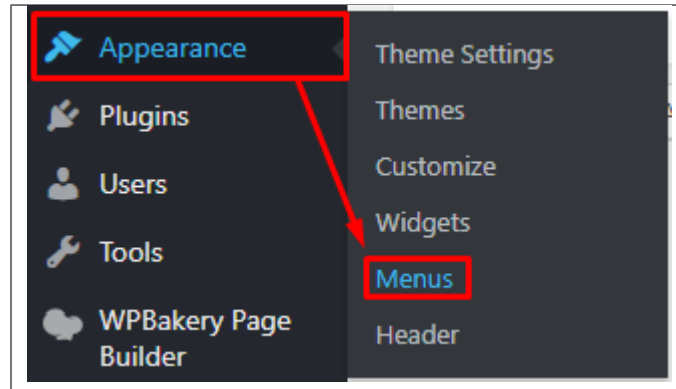 Appearance
Plugins
Users
Tools
WPBakery Page
Builder
Theme Settings
Themes
Customize
Widgets
Menus
Header